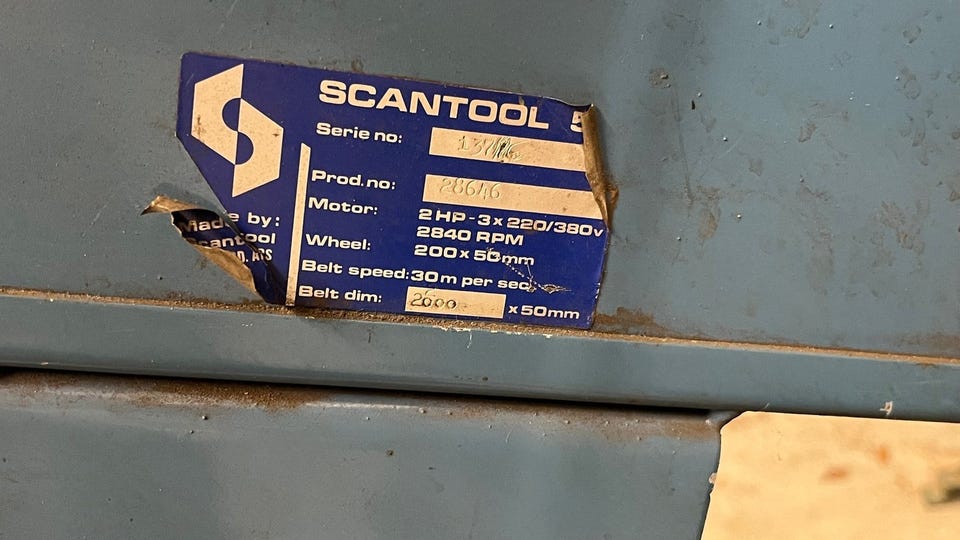 SCANTOOL 5
Serie no:
Prod. no: 28646
Motor: 2 HP - 3 x 220/380v
2840 RPM
Wheel: 200 x 50mm
Belt speed: 30m per sec.
Belt dim: 2000 x 50mm
Made by:
Scantool